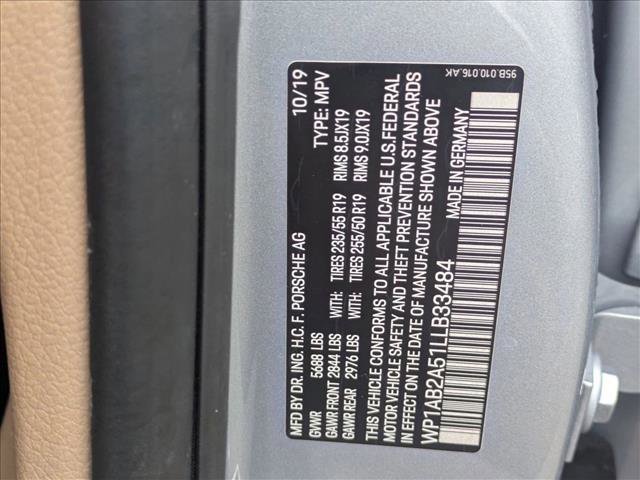 MFD BY DR. ING. H.C. F. PORSCHE AG 10/19
GVWR 5688 LBS TYPE: MPV
GAWR FRONT 2844 LBS WITH: TIRES 235/55 R19 RIMS 8.5JX19
GAWR REAR 2976 LBS WITH: TIRES 255/50 R19 RIMS 9.0JX19
THIS VEHICLE CONFORMS TO ALL APPLICABLE U.S.FEDERAL
MOTOR VEHICLE SAFETY AND THEFT PREVENTION STANDARDS
IN EFFECT ON THE DATE OF MANUFACTURE SHOWN ABOVE
WP1AB2A51LLB33484 MADE IN GERMANY
95B.010.016.AK